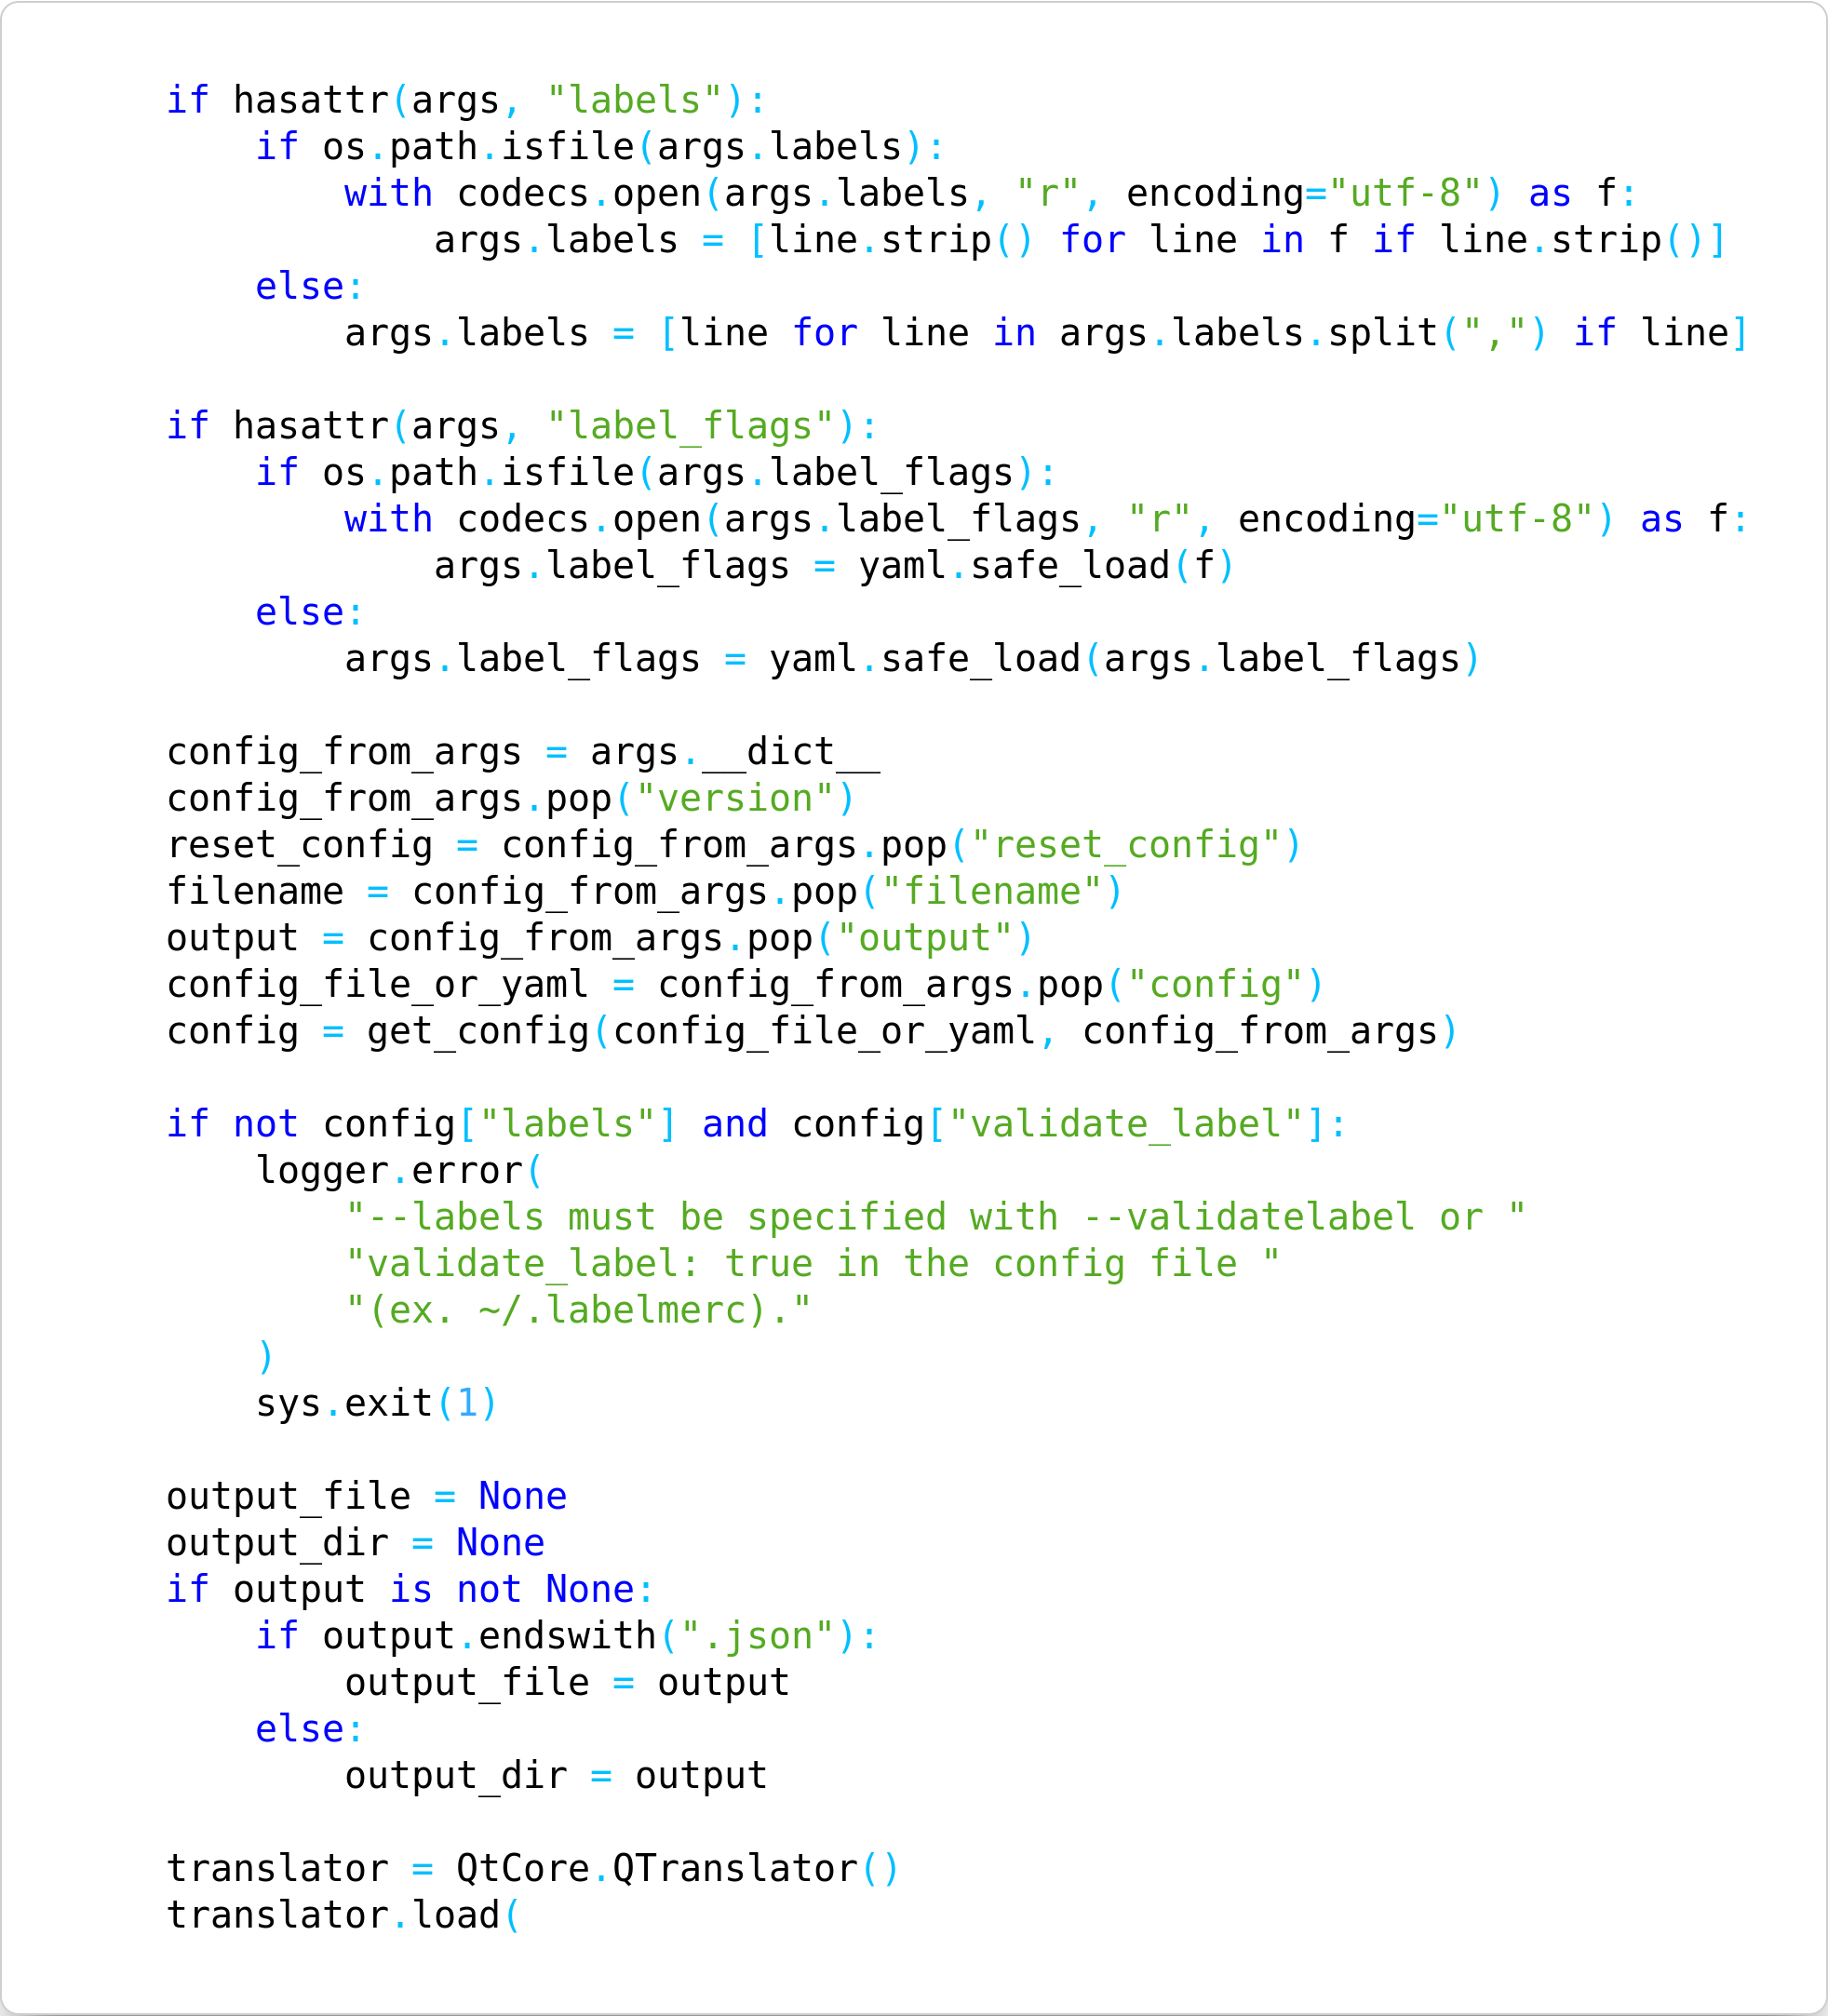 if hasattr(args, "labels"):
    if os.path.isfile(args.labels):
        with codecs.open(args.labels, "r", encoding="utf-8") as f:
            args.labels = [line.strip() for line in f if line.strip()]
    else:
        args.labels = [line for line in args.labels.split(",") if line]

if hasattr(args, "label_flags"):
    if os.path.isfile(args.label_flags):
        with codecs.open(args.label_flags, "r", encoding="utf-8") as f:
            args.label_flags = yaml.safe_load(f)
    else:
        args.label_flags = yaml.safe_load(args.label_flags)

config_from_args = args.__dict__
config_from_args.pop("version")
reset_config = config_from_args.pop("reset_config")
filename = config_from_args.pop("filename")
output = config_from_args.pop("output")
config_file_or_yaml = config_from_args.pop("config")
config = get_config(config_file_or_yaml, config_from_args)

if not config["labels"] and config["validate_label"]:
    logger.error(
        "--labels must be specified with --validatelabel or "
        "validate_label: true in the config file "
        "(ex. ~/.labelmerc)."
    )
    sys.exit(1)

output_file = None
output_dir = None
if output is not None:
    if output.endswith(".json"):
        output_file = output
    else:
        output_dir = output

translator = QtCore.QTranslator()
translator.load(